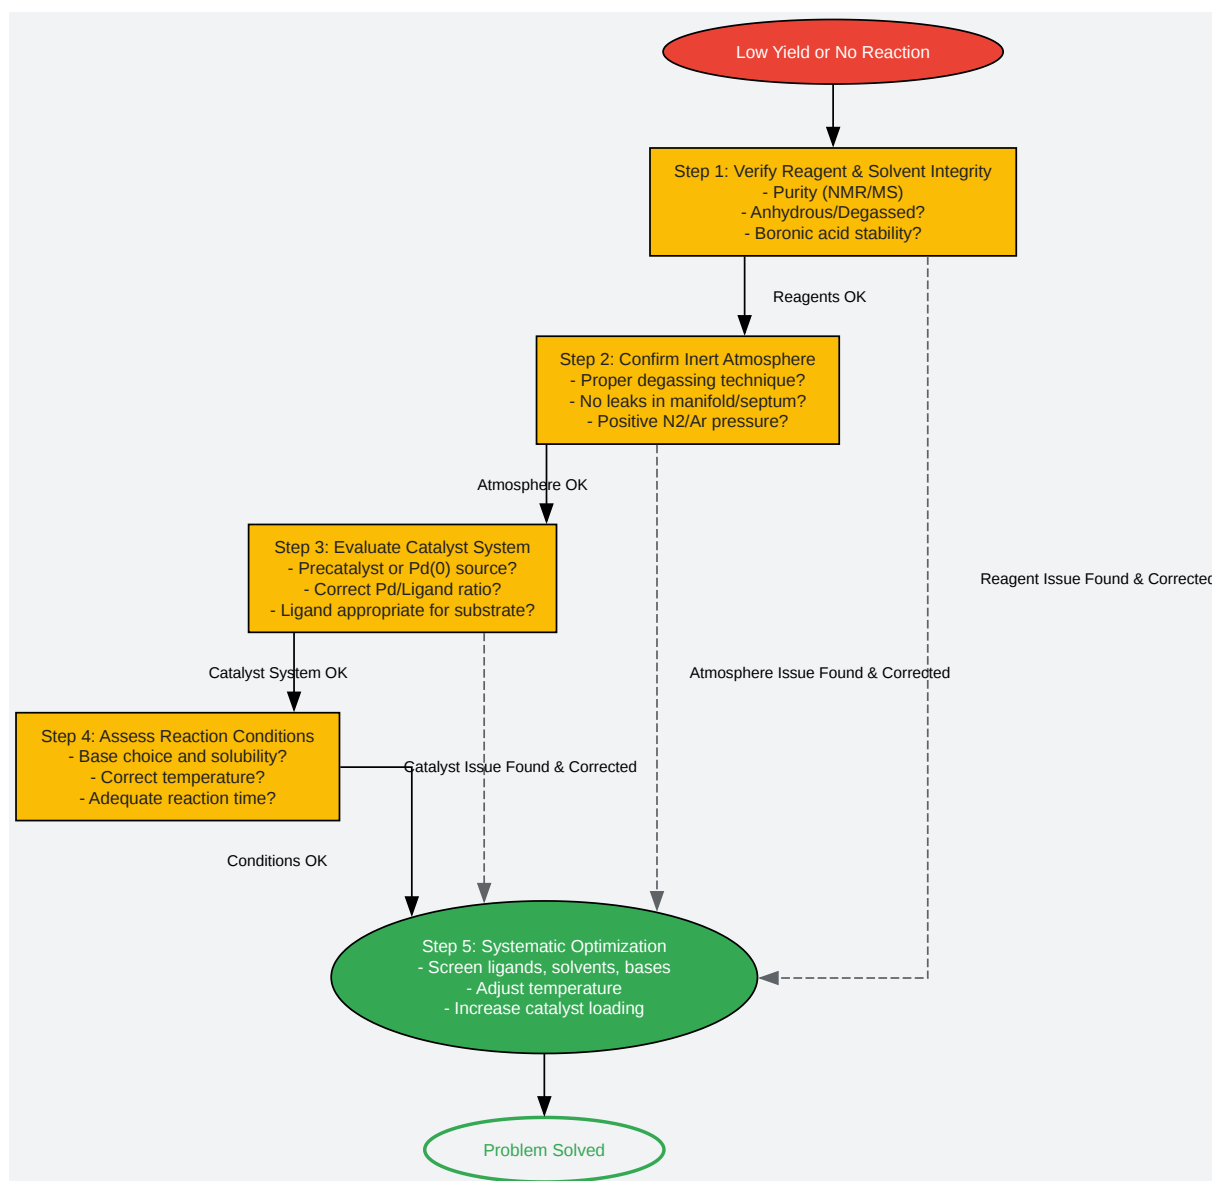 Low Yield or No Reaction
Step 1: Verify Reagent & Solvent Integrity
- Purity (NMR/MS)
- Anhydrous/Degassed?
- Boronic acid stability?
Reagents OK
Step 2: Confirm Inert Atmosphere
- Proper degassing technique?
- No leaks in manifold/septum?
- Positive N2/Ar pressure?
Atmosphere OK
Step 3: Evaluate Catalyst System
- Precatalyst or Pd(0) source?
- Correct Pd/Ligand ratio?
- Ligand appropriate for substrate?
Reagent Issue Found & Corrected
Catalyst System OK
Atmosphere Issue Found & Corrected
Step 4: Assess Reaction Conditions
- Base choice and solubility?
- Correct temperature?
- Adequate reaction time?
Catalyst Issue Found & Corrected
Conditions OK
Step 5: Systematic Optimization
- Screen ligands, solvents, bases
- Adjust temperature
- Increase catalyst loading
Problem Solved